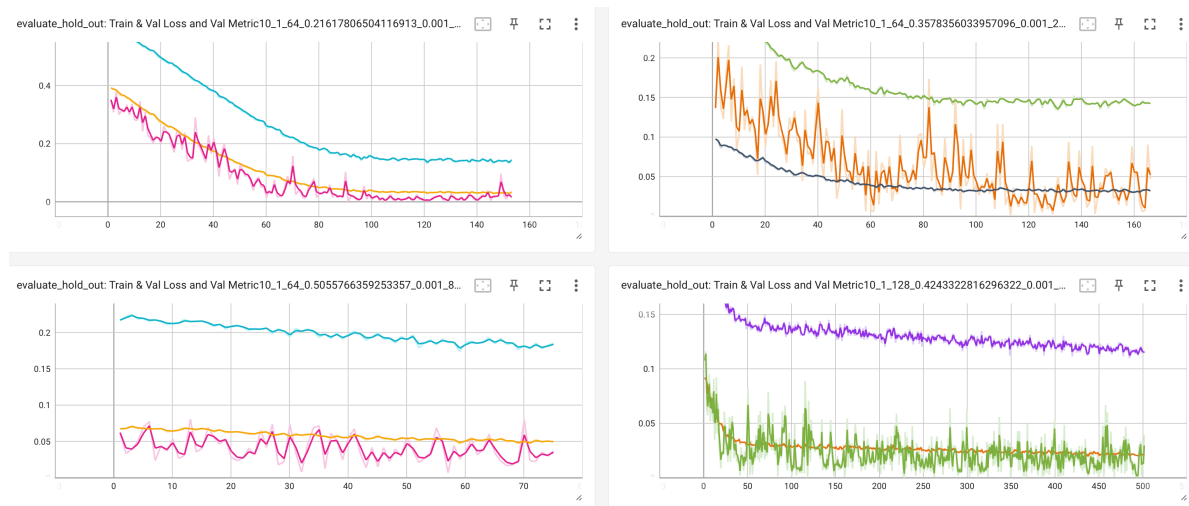 evaluate_hold_out: Train & Val Loss and Val Metric10_1_64_0.21617806504116913_0.001_...
0.4
0.2
0
0 20 40 60 80 100 120 140 160
evaluate_hold_out: Train & Val Loss and Val Metric10_1_64_0.3578356033957096_0.001_2...
0.2
0.15
0.1
0.05
0 20 40 60 80 100 120 140 160
evaluate_hold_out: Train & Val Loss and Val Metric10_1_64_0.5055766359253357_0.001_8...
0.2
0.15
0.1
0.05
0 10 20 30 40 50 60 70
evaluate_hold_out: Train & Val Loss and Val Metric10_1_128_0.4243322816296322_0.001_...
0.15
0.1
0.05
0 50 100 150 200 250 300 350 400 450 500